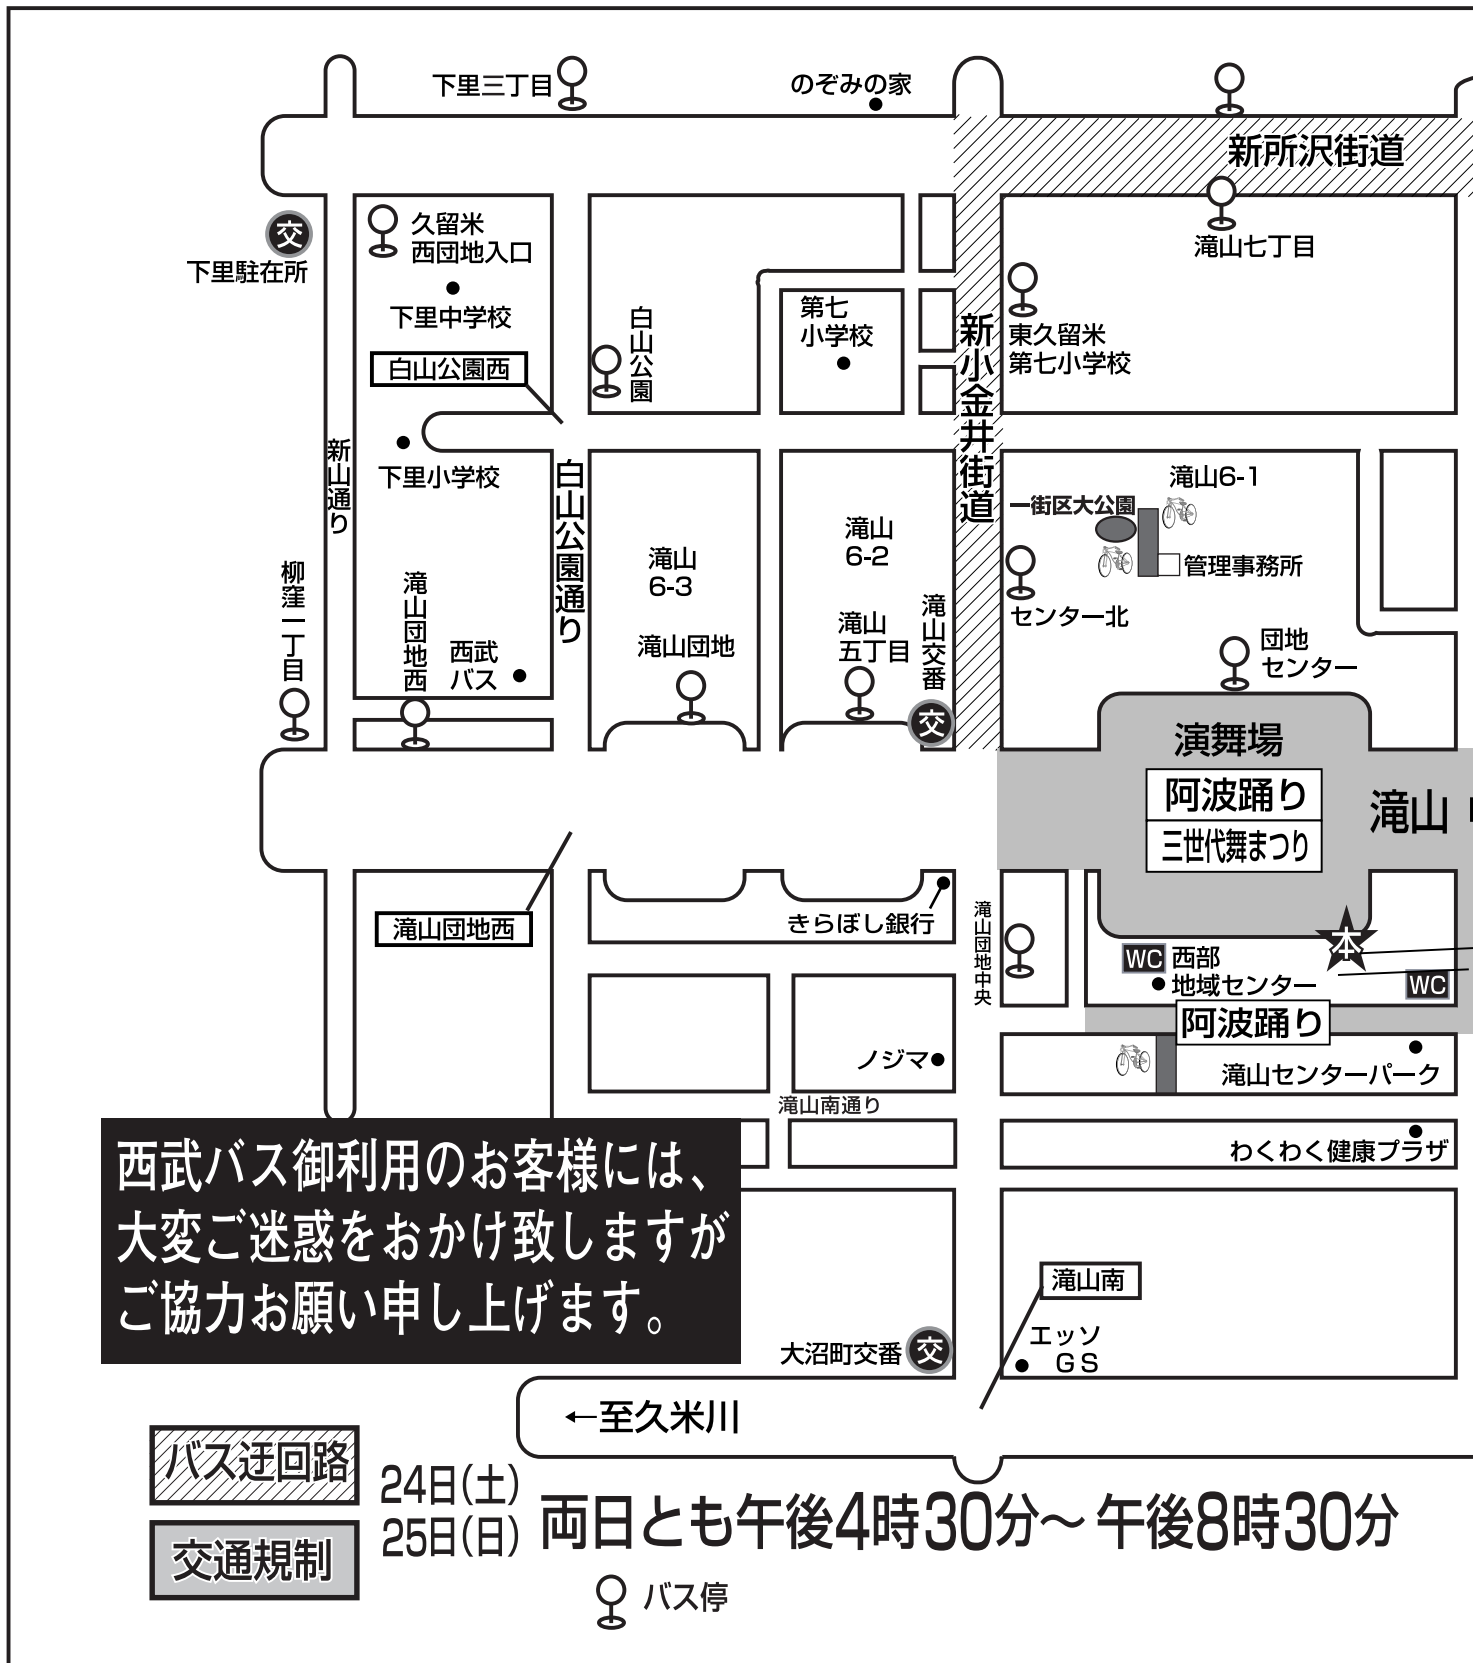 下里三丁目
のぞみの家
新所沢街道
交
下里駐在所
久留米
西団地入口
下里中学校
白山公園西
白山公園
第七
小学校
新小金井街道
東久留米
第七小学校
滝山七丁目
新山通り
下里小学校
白山公園通り
滝山6-1
一街区大公園
管理事務所
センター北
滝山
6-3
滝山
6-2
柳窪一丁目
滝山団地西
西武
バス
滝山団地
滝山
五丁目
滝山交番
交
団地
センター
演舞場
阿波踊り
三世代舞まつり
滝山
滝山団地西
きらぼし銀行
滝山団地中央
本
WC
西部
地域センター
WC
阿波踊り
ノジマ
滝山センターパーク
滝山南通り
わくわく健康プラザ
西武バス御利用のお客様には、
大変ご迷惑をおかけ致しますが
ご協力お願い申し上げます。
滝山南
大沼町交番
交
エッソ
GS
←至久米川
バス迂回路
交通規制
24日(土)
25日(日)
両日とも午後4時30分～午後8時30分
バス停